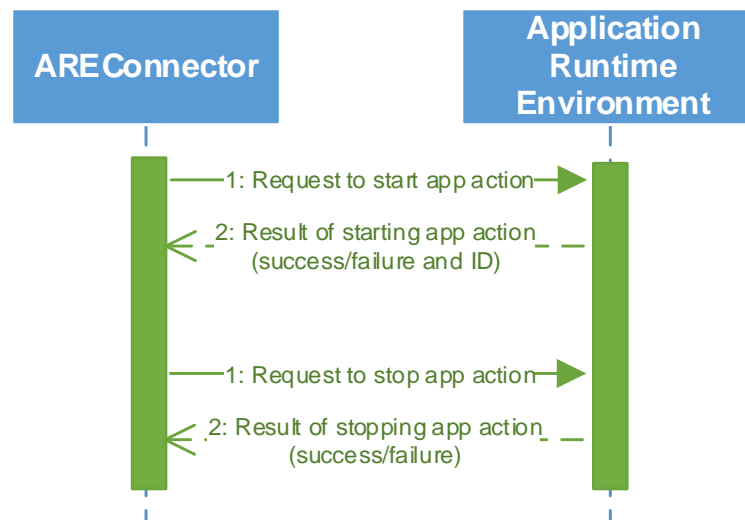 AREConnector
Application
Runtime
Environment
1: Request to start app action
2: Result of starting app action
(success/failure and ID)
1: Request to stop app action
2: Result of stopping app action
(success/failure)